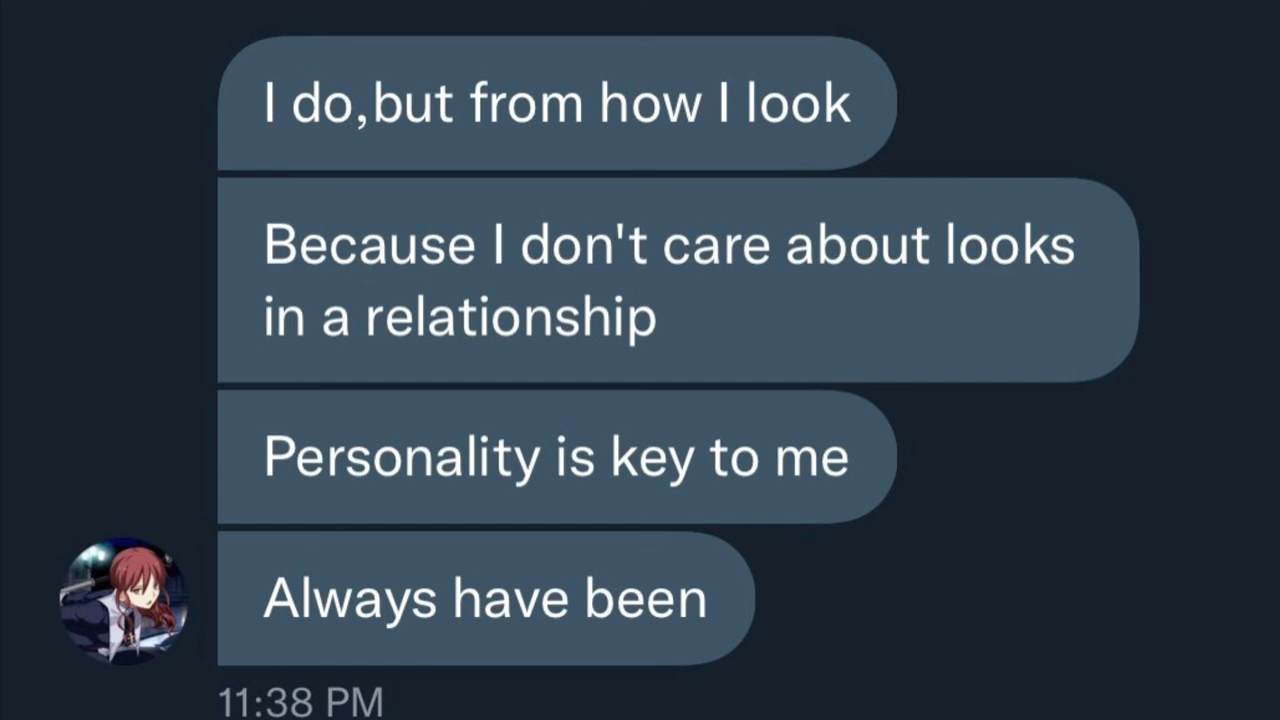 I do,but from how I look
Because I don't care about looks
in a relationship
Personality is key to me
Always have been
11:38 PM